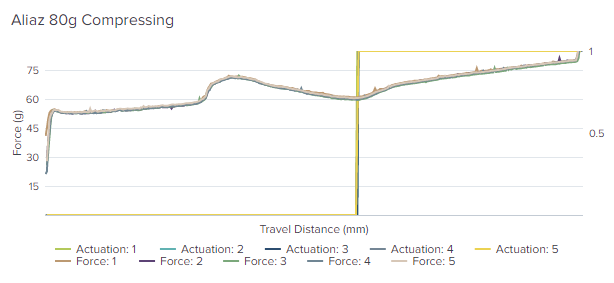 Aliaz 80g Compressing
75
60
45
30
15
Force (g)
1
0.5
Travel Distance (mm)
Actuation: 1 Actuation: 2 Actuation: 3 Actuation: 4 Actuation: 5
Force: 1 Force: 2 Force: 3 Force: 4 Force: 5